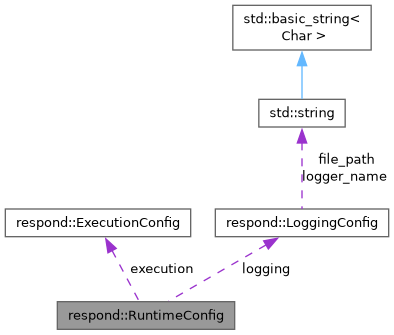 std::basic_string<
Char >
std::string
file_path
logger_name
respond::ExecutionConfig
respond::LoggingConfig
execution
logging
respond::RuntimeConfig